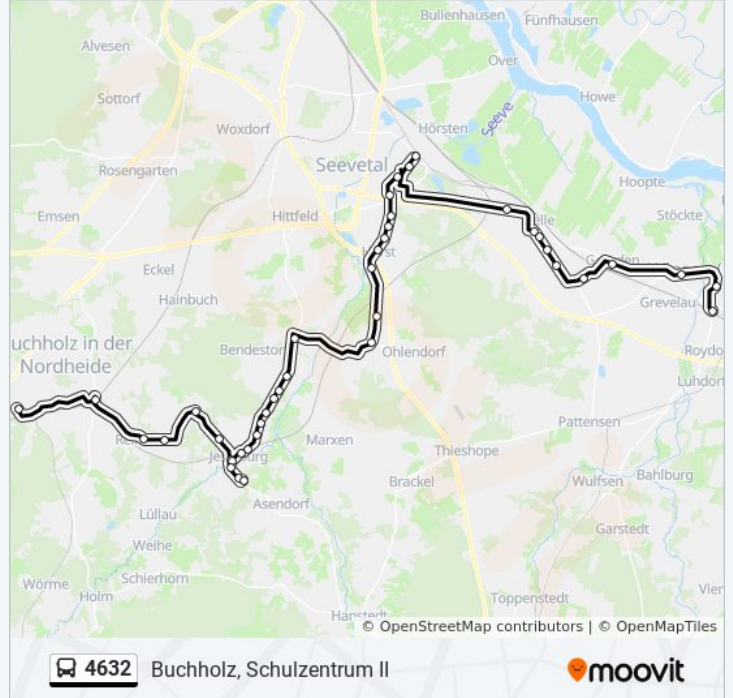 Bullenhausen
Fünfhausen
Alvesen
Over
Sottorf
Howe
Seeve
Woxdorf
Hörsten
Seevetal
Rosengarten
Hoopte
Emsen
Hittfeld
Stöckte
Eckel
Hainbuch
Grevelau
uchholz in der
Nordheide
Bendestor
Ohlendorf
Roydo
Luhdor
Pattensen
Marxen
Thieshope
Brackel
Wulfsen
Bahlburg
Asendorf
Lüllau
Garstedt
Weihe
Schierhorn
Wörme
Holm
Toppenstedt
Vier
Hanstedt
© OpenStreetMap contributors | © OpenMapTiles
4632 Buchholz, Schulzentrum II
moovit